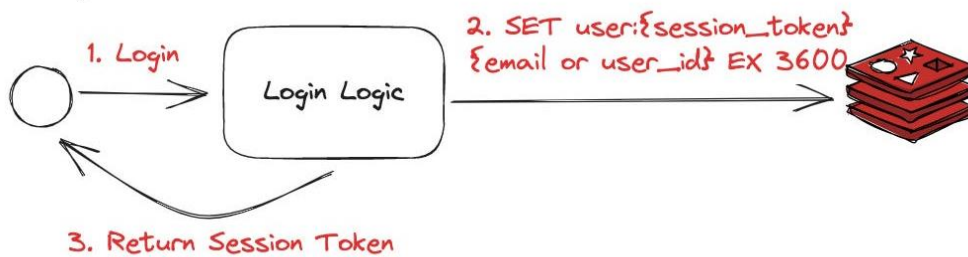 1. Login
2. SET user:{session_token}
{email or user_id} EX 3600
Login Logic
3. Return Session Token